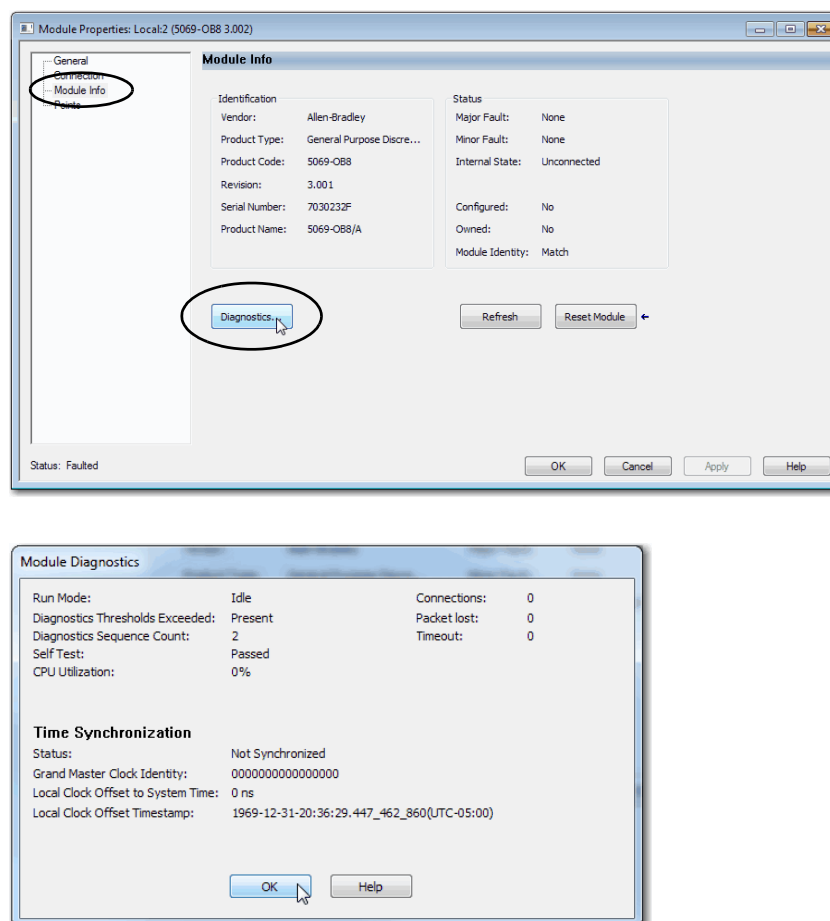 Module Properties: Local:2 (5069-OB8 3.002)
General
Connection
Module Info
Points
Module Info
Identification
Vendor: Allen-Bradley
Product Type: General Purpose Discre...
Product Code: 5069-OB8
Revision: 3.001
Serial Number: 7030232F
Product Name: 5069-OB8/A
Status
Major Fault: None
Minor Fault: None
Internal State: Unconnected
Configured: No
Owned: No
Module Identity: Match
Diagnostics...
Refresh
Reset Module
Status: Faulted
OK
Cancel
Apply
Help
Module Diagnostics
Run Mode: Idle
Diagnostics Thresholds Exceeded: Present
Diagnostics Sequence Count: 2
Self Test: Passed
CPU Utilization: 0%
Connections: 0
Packet lost: 0
Timeout: 0
Time Synchronization
Status: Not Synchronized
Grand Master Clock Identity: 0000000000000000
Local Clock Offset to System Time: 0 ns
Local Clock Offset Timestamp: 1969-12-31-20:36:29.447_462_860(UTC-05:00)
OK
Help